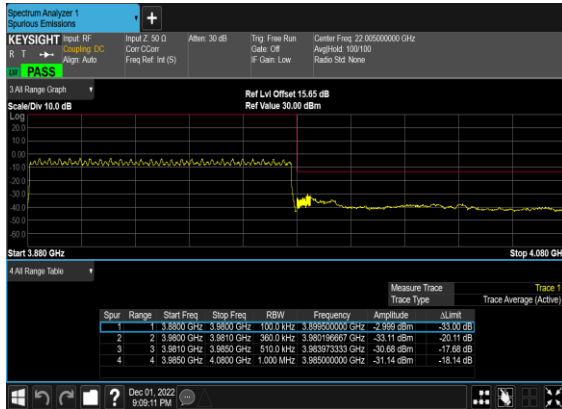 Spectrum Analyzer 1
Spurious Emissions
KEYSIGHT
R T
Input: RF
Coupling: DC
Align: Auto
Input Z: 50 Ω
Corr CCorr
Freq Ref: Int (S)
Atten: 30 dB
Trig: Free Run
Gate: Off
IF Gain: Low
Center Freq: 22.005000000 GHz
Avg|Hold: 100/100
Radio Std: None
PASS
3 All Range Graph
Scale/Div 10.0 dB
Ref Lvl Offset 15.65 dB
Ref Value 30.00 dBm
Log
20.0
10.0
0.00
-10.0
-20.0
-30.0
-40.0
-50.0
-60.0
Start 3.880 GHz Stop 4.080 GH
4 All Range Table
Measure Trace Trace 1
Trace Type Trace Average (Active)
Spur Range Start Freq Stop Freq RBW Frequency Amplitude ΔLimit
1 1 3.8800 GHz 3.9800 GHz 100.0 kHz 3.899500000 GHz -2.999 dBm -33.00 dB
2 2 3.9800 GHz 3.9810 GHz 360.0 kHz 3.980196667 GHz -33.11 dBm -20.11 dB
3 3 3.9810 GHz 3.9850 GHz 510.0 kHz 3.983973333 GHz -30.68 dBm -17.68 dB
4 4 3.9850 GHz 4.0800 GHz 1.000 MHz 3.985000000 GHz -31.14 dBm -18.14 dB
?
Dec 01, 2022
9:09:11 PM